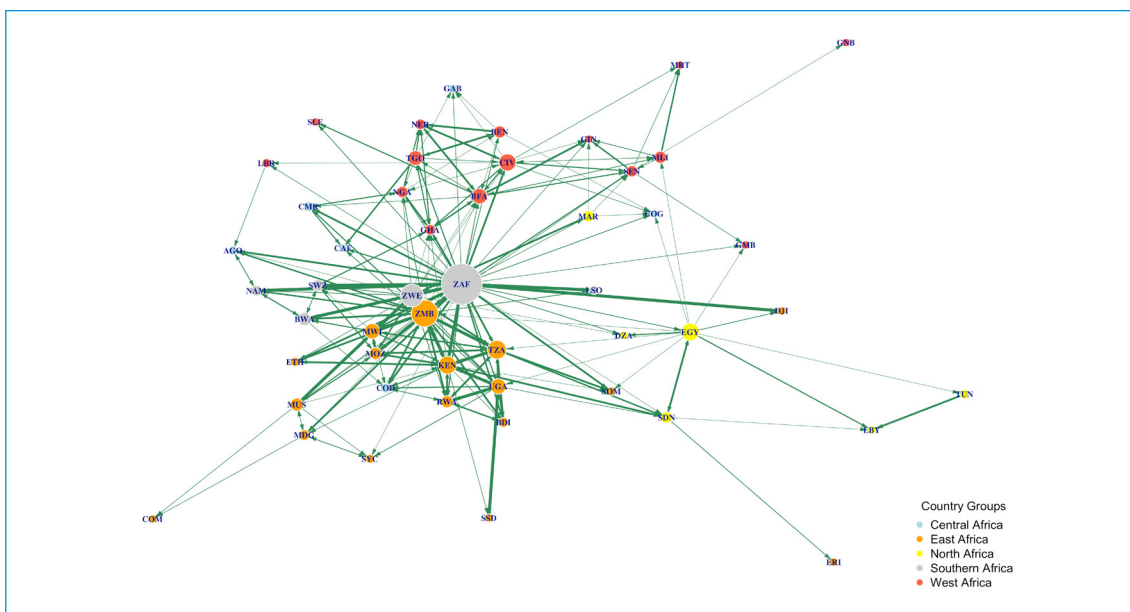 GNB
MRT
GAB
SLE
NER
BEN
GIN
TGO
CIV
MLI
LBR
SEN
NGA
BFA
CMR
MAR
COG
GHA
GMB
AGO
CAF
ZAF
SWZ
NAM
ZWE
LSO
ZMB
DJI
BWA
MWI
DZA
EGY
MOZ
TZA
ETH
KEN
COD
UGA
SOM
TUN
MUS
RWA
SDN
BDI
LBY
MDG
SYC
COM
SSD
ERI
Country Groups
Central Africa
East Africa
North Africa
Southern Africa
West Africa